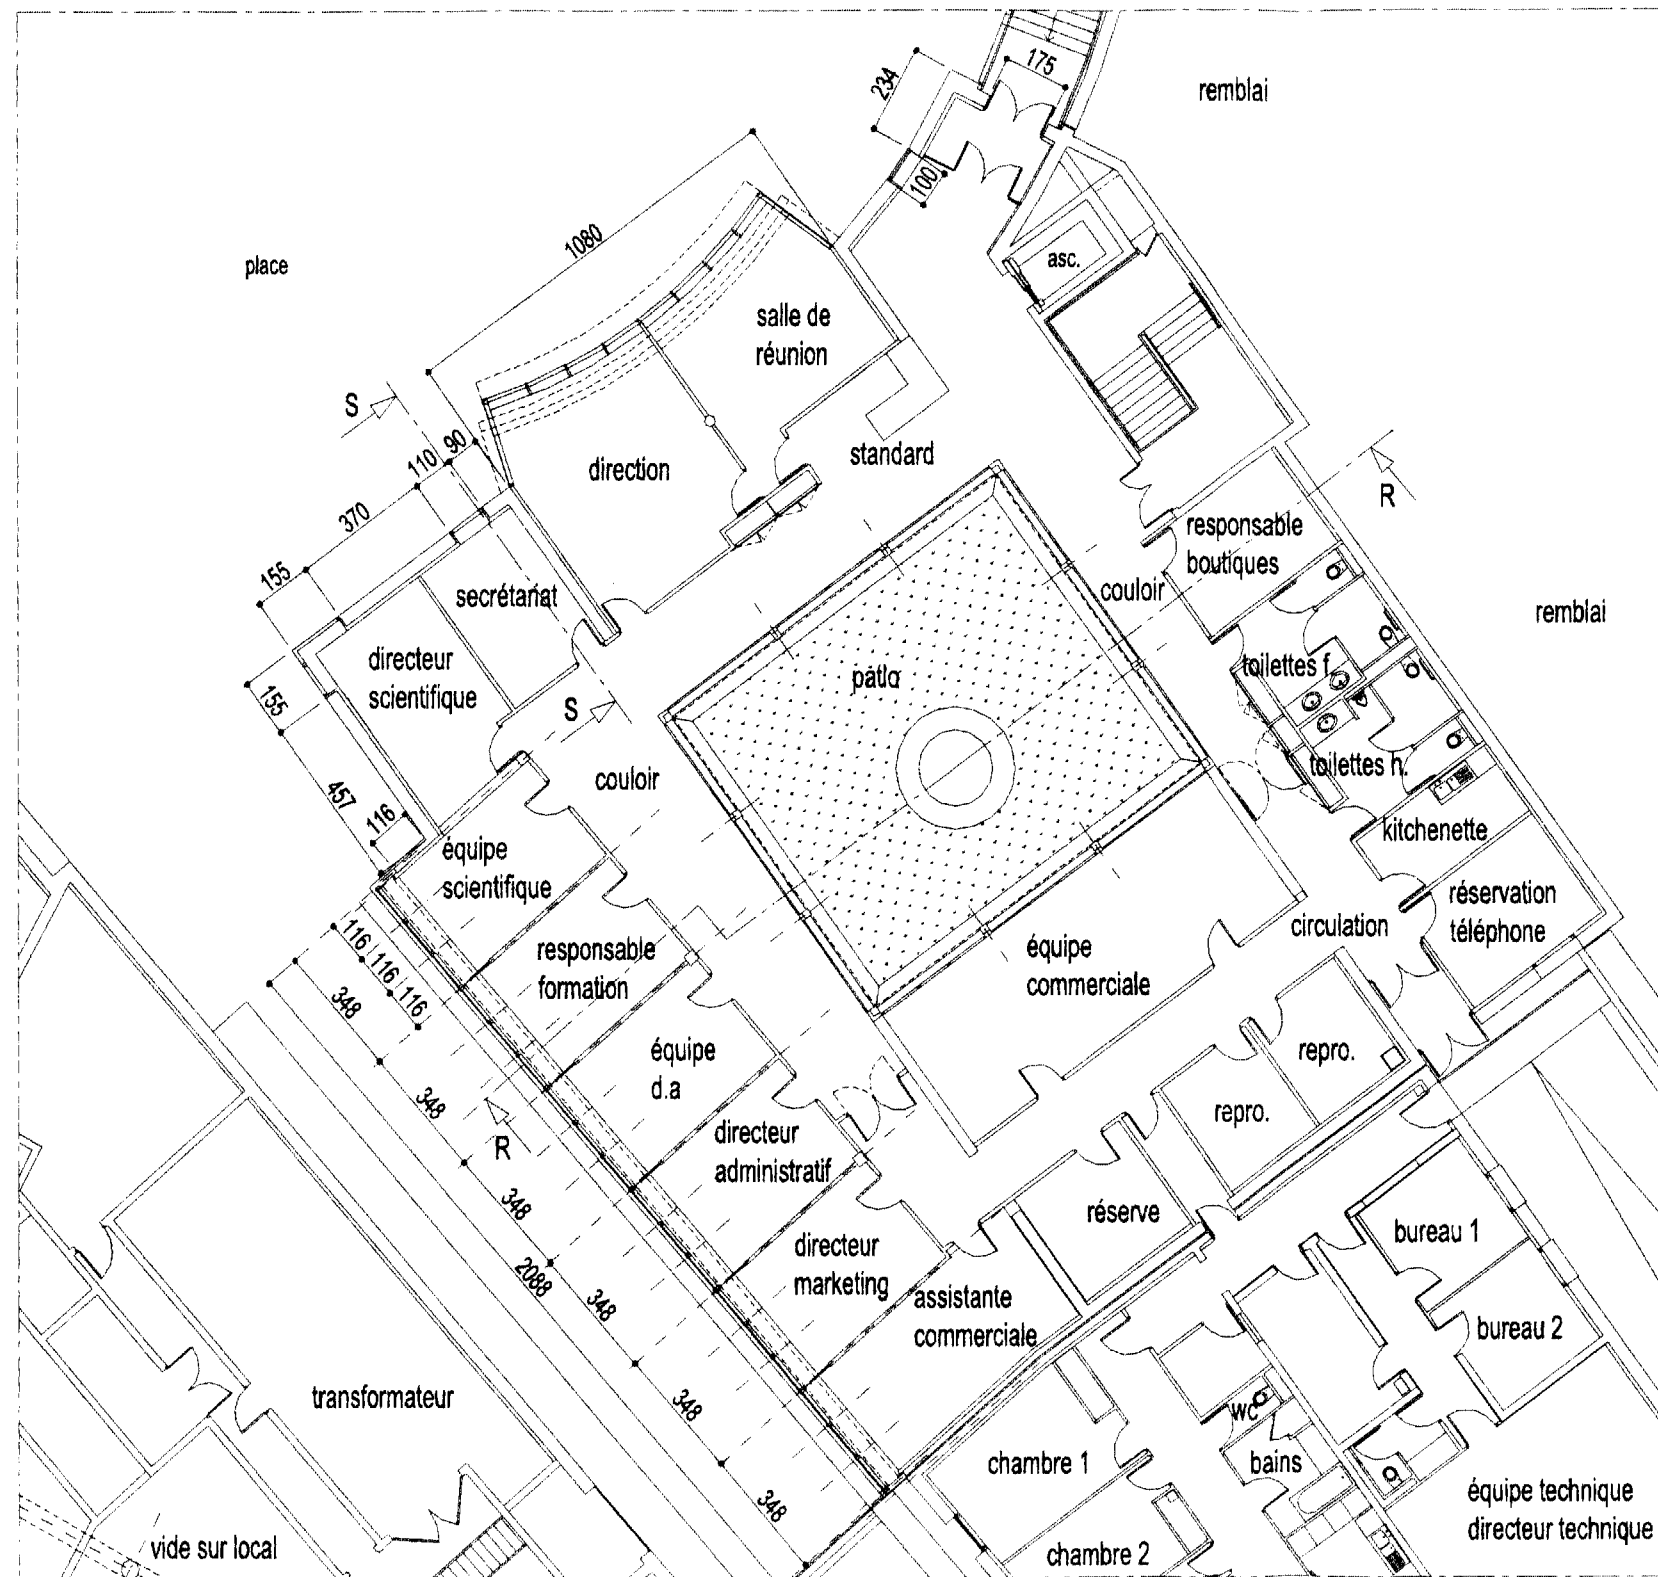 175
234
remblai
100
1080
place
asc.
salle de
réunion
S
90
110
standard
direction
R
370
responsable
boutiques
155
couloir
secrétariat
remblai
directeur
scientifique
toilettes f.
patio
155
S
couloir
toilettes h.
457
116
kitchenette
équipe
scientifique
réservation
téléphone
circulation
116
116
116
responsable
formation
équipe
commerciale
348
équipe
d.a
repro.
348
repro.
R
directeur
administratif
348
réserve
bureau 1
2088
directeur
marketing
348
assistante
commerciale
bureau 2
transformateur
348
wc
chambre 1
bains
348
équipe technique
directeur technique
vide sur local
chambre 2